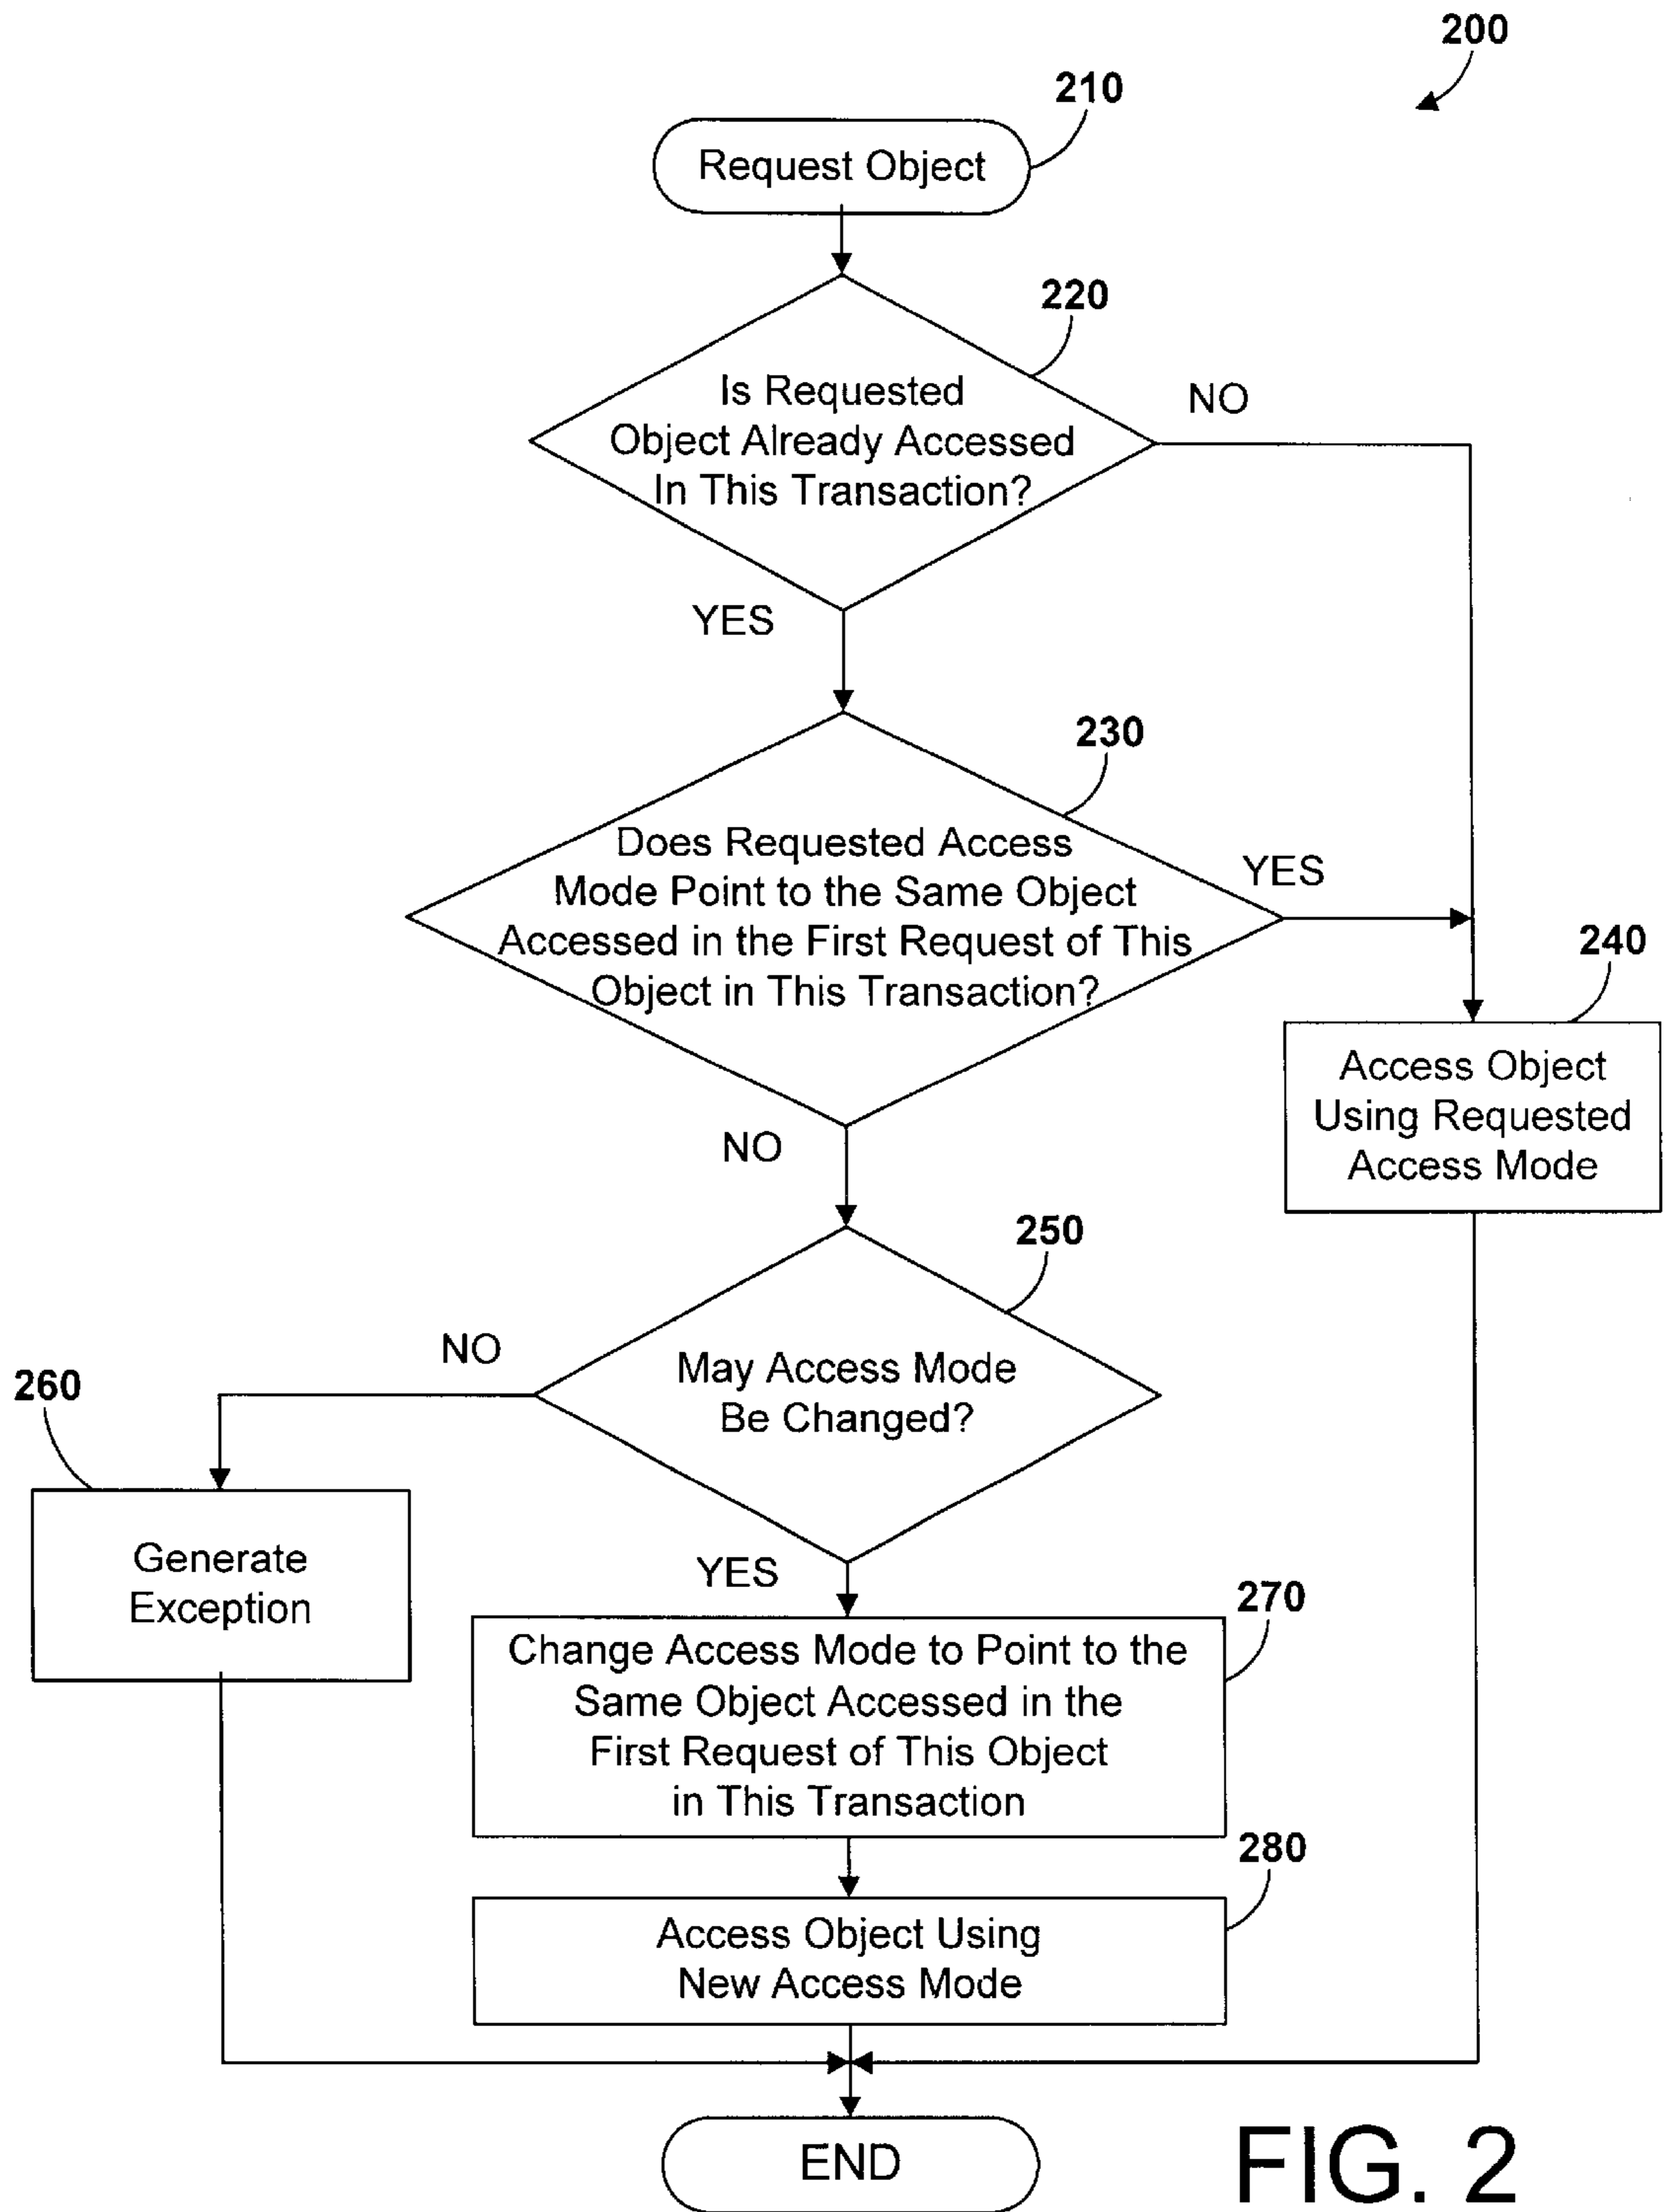 200
210
Request Object
220
Is Requested
Object Already Accessed
In This Transaction?
NO
YES
230
Does Requested Access
Mode Point to the Same Object
Accessed in the First Request of This
Object in This Transaction?
YES
240
Access Object
Using Requested
Access Mode
NO
250
May Access Mode
Be Changed?
NO
260
Generate
Exception
YES
270
Change Access Mode to Point to the
Same Object Accessed in the
First Request of This Object
in This Transaction
280
Access Object Using
New Access Mode
END
FIG. 2